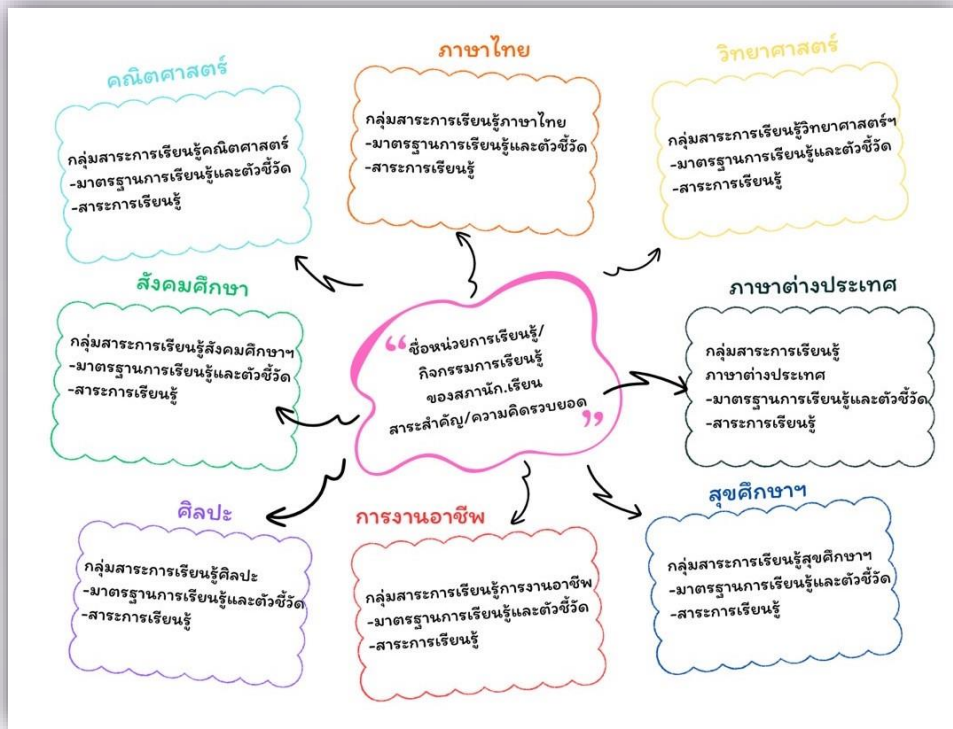 คณิตศาสตร์
กลุ่มสาระการเรียนรู้คณิตศาสตร์
-มาตรฐานการเรียนรู้และตัวชี้วัด
-สาระการเรียนรู้
ภาษาไทย
กลุ่มสาระการเรียนรู้ภาษาไทย
-มาตรฐานการเรียนรู้และตัวชี้วัด
-สาระการเรียนรู้
วิทยาศาสตร์
กลุ่มสาระการเรียนรู้วิทยาศาสตร์ฯ
-มาตรฐานการเรียนรู้และตัวชี้วัด
-สาระการเรียนรู้
สังคมศึกษา
กลุ่มสาระการเรียนรู้สังคมศึกษาฯ
-มาตรฐานการเรียนรู้และตัวชี้วัด
-สาระการเรียนรู้
“ชื่อหน่วยการเรียนรู้/
กิจกรรมการเรียนรู้
ของสภานัก.เรียน
สาระสำคัญ/ความคิดรวบยอด”
ภาษาต่างประเทศ
กลุ่มสาระการเรียนรู้
ภาษาต่างประเทศ
-มาตรฐานการเรียนรู้และตัวชี้วัด
-สาระการเรียนรู้
ศิลปะ
กลุ่มสาระการเรียนรู้ศิลปะ
-มาตรฐานการเรียนรู้และตัวชี้วัด
-สาระการเรียนรู้
การงานอาชีพ
กลุ่มสาระการเรียนรู้การงานอาชีพ
-มาตรฐานการเรียนรู้และตัวชี้วัด
-สาระการเรียนรู้
สุขศึกษาฯ
กลุ่มสาระการเรียนรู้สุขศึกษาฯ
-มาตรฐานการเรียนรู้และตัวชี้วัด
-สาระการเรียนรู้